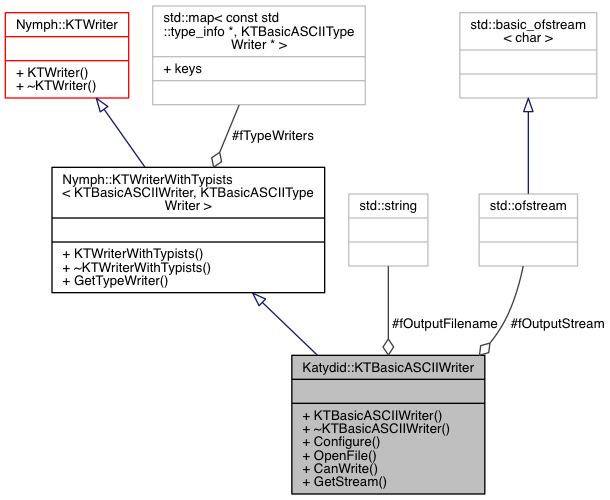 Nymph::KTWriter
+ KTWriter()
+ ~KTWriter()
std::map< const std
::type_info *, KTBasicASCIIType
Writer * >
+ keys
std::basic_ofstream
< char >
#fTypeWriters
Nymph::KTWriterWithTypists
< KTBasicASCIIWriter, KTBasicASCIIType
Writer >
+ KTWriterWithTypists()
+ ~KTWriterWithTypists()
+ GetTypeWriter()
std::string
std::ofstream
#fOutputFilename
#fOutputStream
Katydid::KTBasicASCIIWriter
+ KTBasicASCIIWriter()
+ ~KTBasicASCIIWriter()
+ Configure()
+ OpenFile()
+ CanWrite()
+ GetStream()